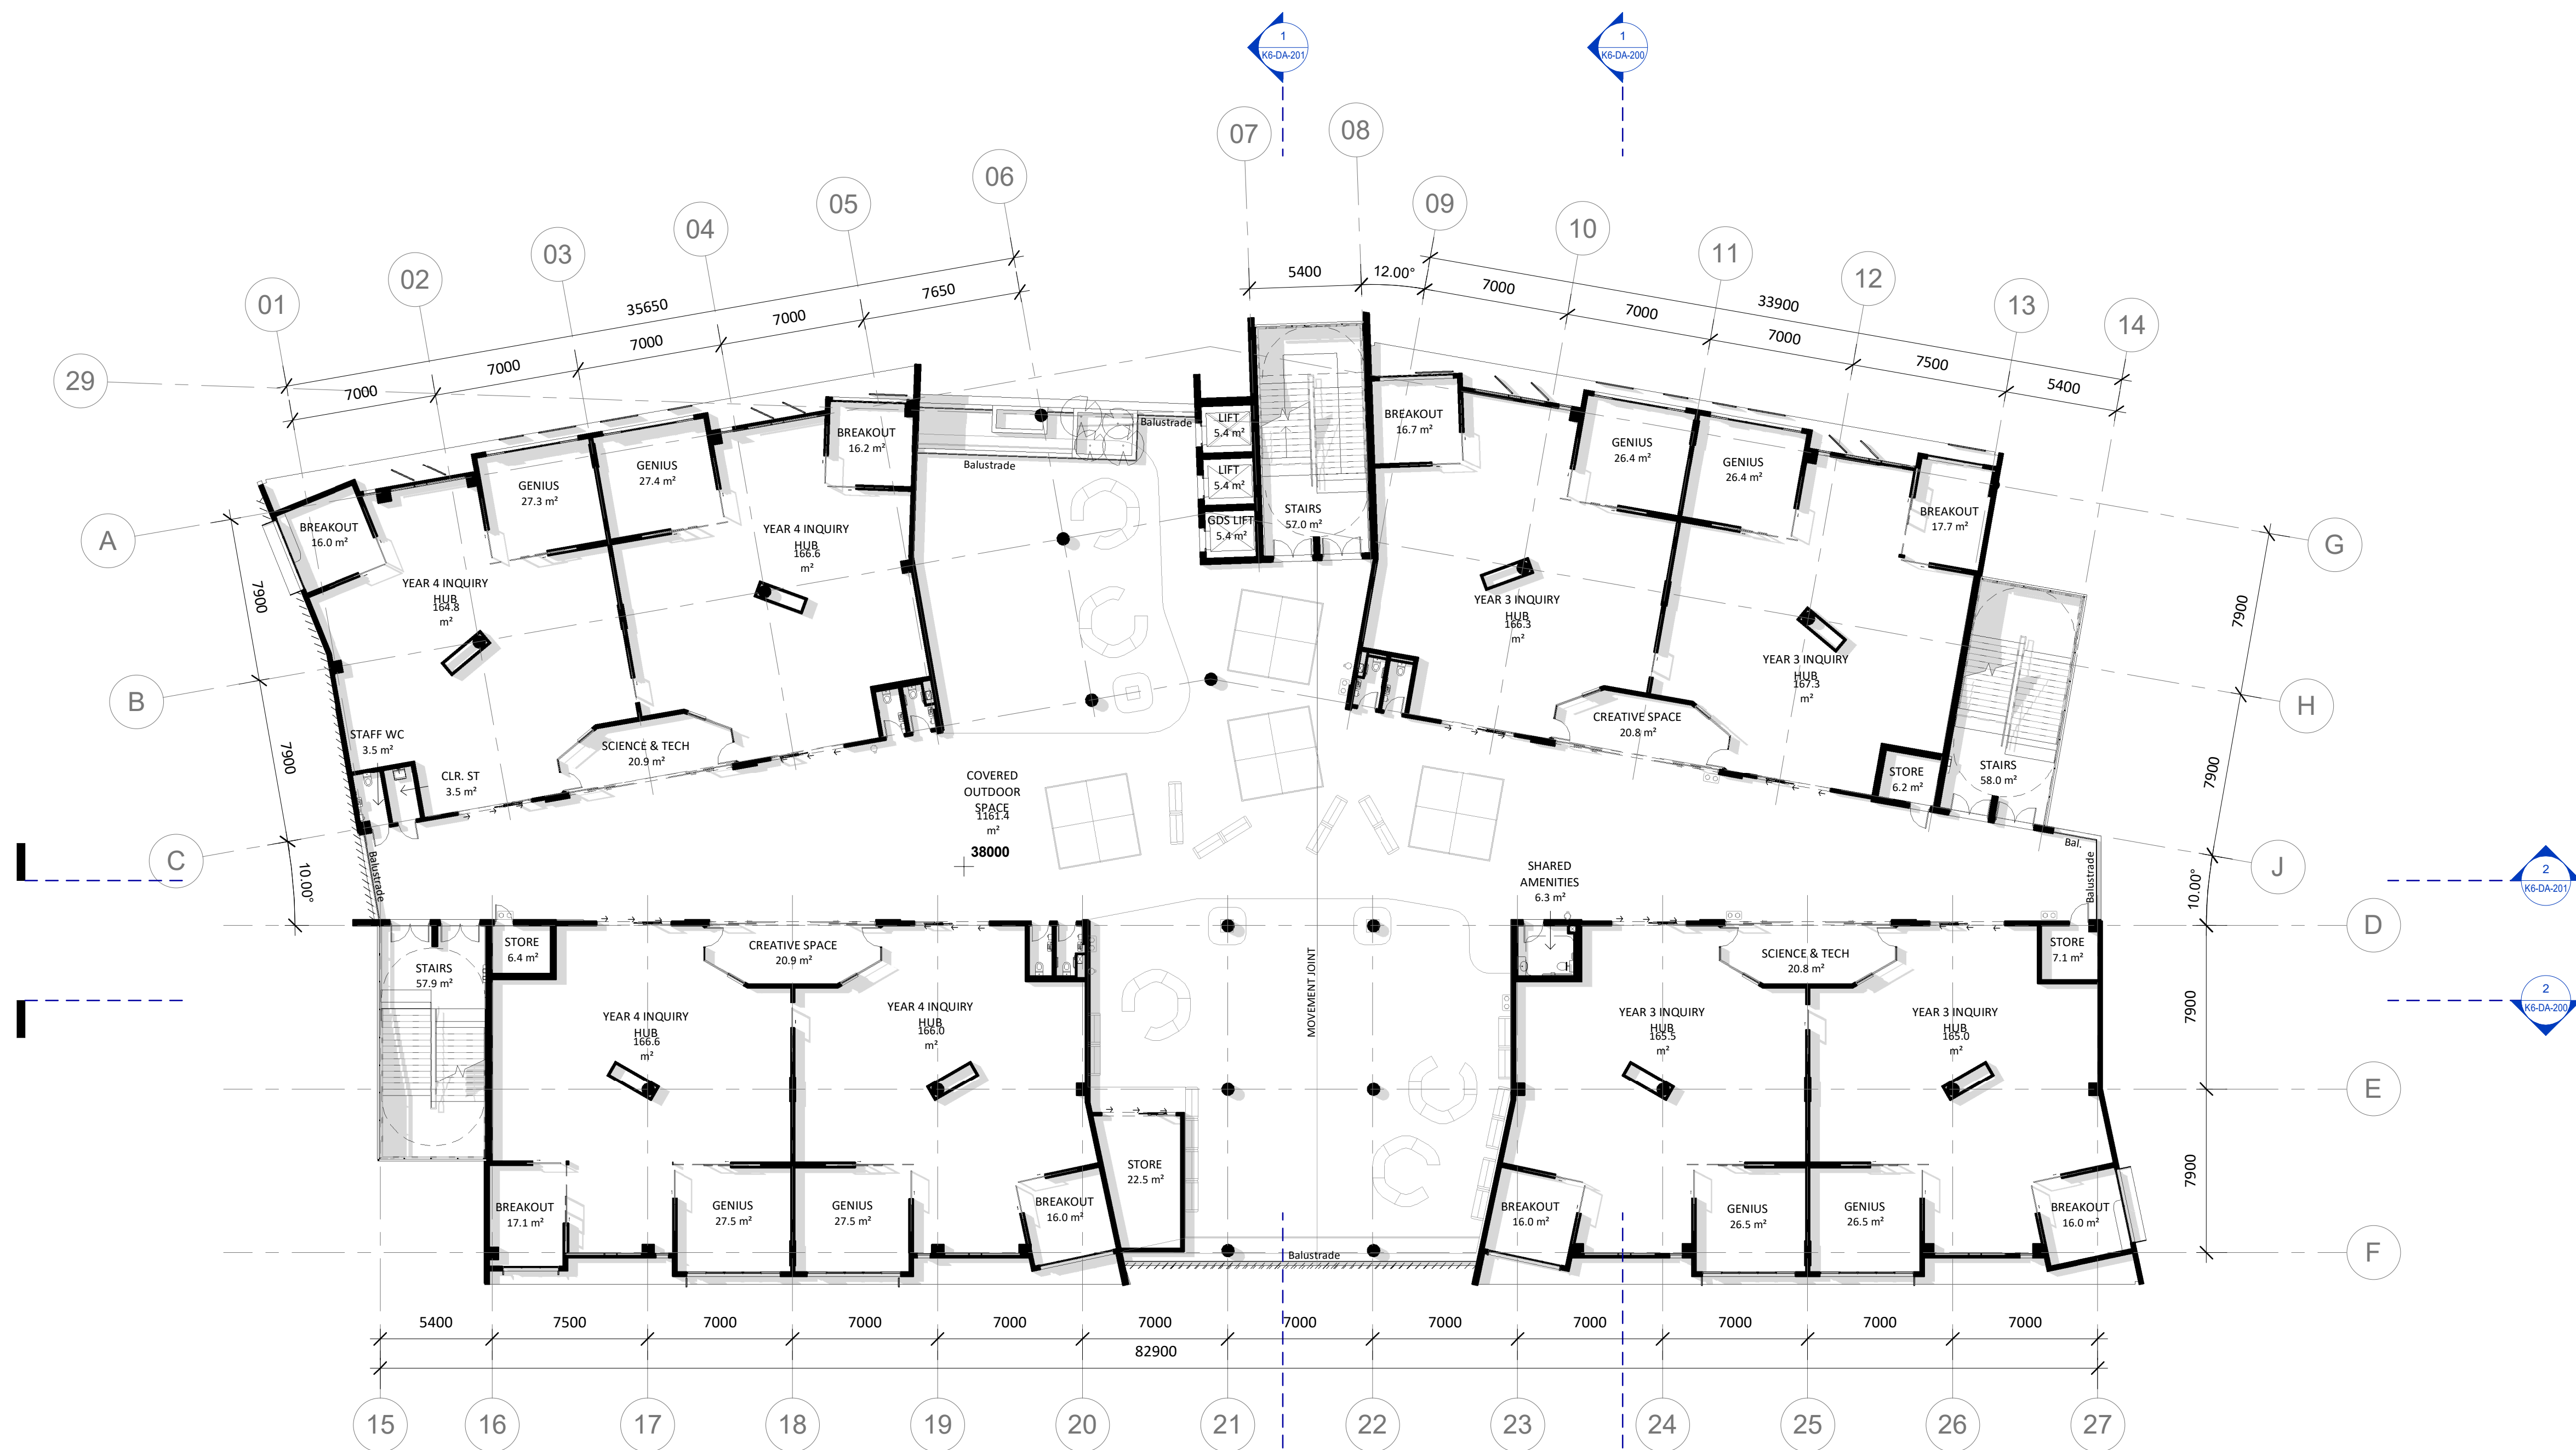 1
K6-DA-201
1
K6-DA-200
07
08
06
05
04
03
02
01
29
09
10
11
12
13
14
35650
7650
7000
7000
7000
7000
5400
12.00°
33900
7000
7000
7000
7500
5400
A
B
C
7900
7900
10.00°
G
H
J
7900
7900
10.00°
BREAKOUT
16.0 m²
GENIUS
27.3 m²
GENIUS
27.4 m²
BREAKOUT
16.2 m²
YEAR 4 INQUIRY
HUB
164.8
m²
YEAR 4 INQUIRY
HUB
166.6
m²
STAFF WC
3.5 m²
CLR. ST
3.5 m²
SCIENCE & TECH
20.9 m²
Balustrade
Balustrade
Balustrade
LIFT
5.4 m²
LIFT
5.4 m²
GDS LIFT
5.4 m²
STAIRS
57.0 m²
BREAKOUT
16.7 m²
GENIUS
26.4 m²
GENIUS
26.4 m²
BREAKOUT
17.7 m²
YEAR 3 INQUIRY
HUB
166.3
m²
YEAR 3 INQUIRY
HUB
167.3
m²
CREATIVE SPACE
20.8 m²
STORE
6.2 m²
STAIRS
58.0 m²
COVERED
OUTDOOR
SPACE
1161.4
m²
38000
SHARED
AMENITIES
6.3 m²
Bal.
Balustrade
2
K6-DA-201
2
K6-DA-200
D
E
F
7900
7900
STAIRS
57.9 m²
STORE
6.4 m²
CREATIVE SPACE
20.9 m²
YEAR 4 INQUIRY
HUB
166.6
m²
YEAR 4 INQUIRY
HUB
166.0
m²
BREAKOUT
17.1 m²
GENIUS
27.5 m²
GENIUS
27.5 m²
BREAKOUT
16.0 m²
STORE
22.5 m²
MOVEMENT JOINT
Balustrade
SCIENCE & TECH
20.8 m²
STORE
7.1 m²
YEAR 3 INQUIRY
HUB
165.5
m²
YEAR 3 INQUIRY
HUB
165.0
m²
BREAKOUT
16.0 m²
GENIUS
26.5 m²
GENIUS
26.5 m²
BREAKOUT
16.0 m²
5400
7500
7000
7000
7000
7000
7000
7000
7000
7000
7000
7000
82900
15
16
17
18
19
20
21
22
23
24
25
26
27